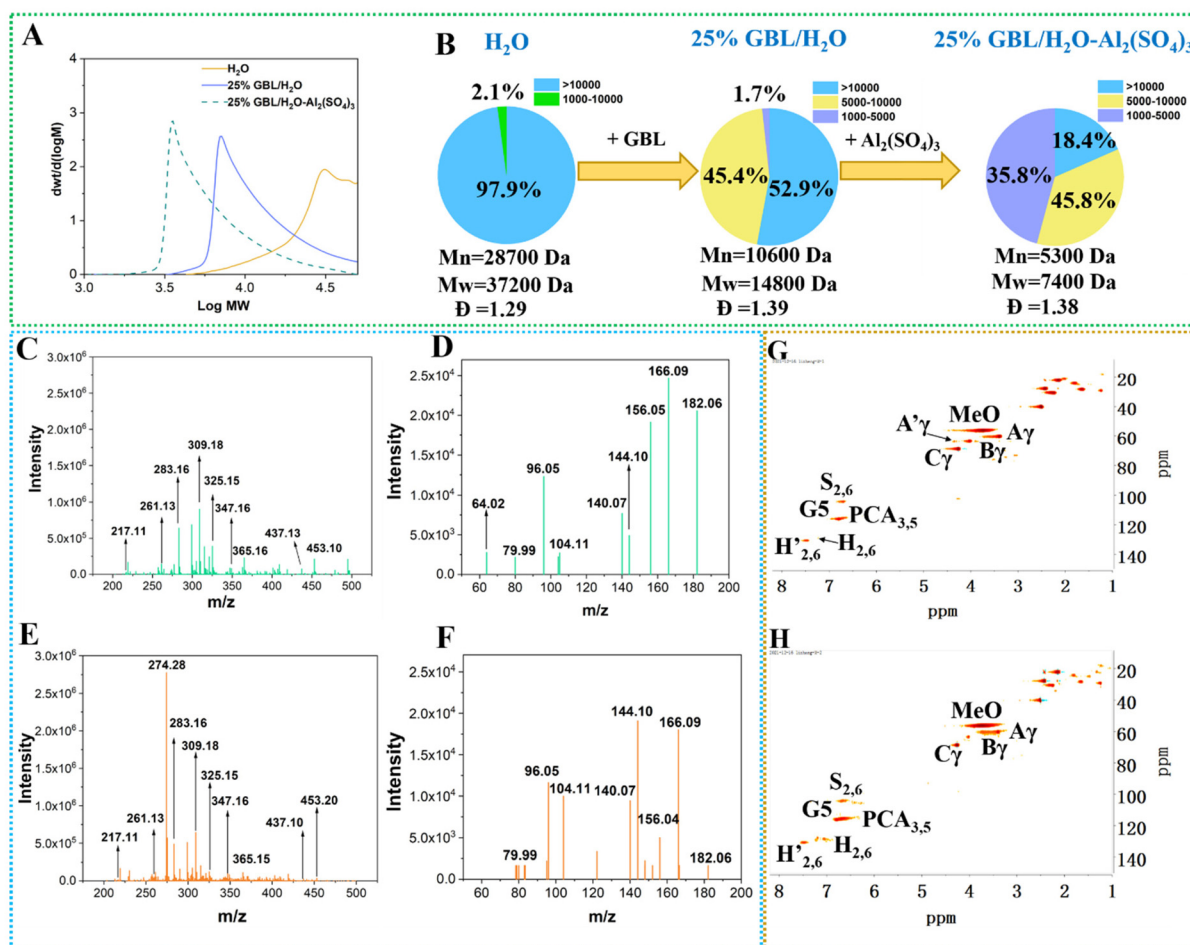 A
dwt/d(logM)
4
3
2
1
0
3.0
3.5
4.0
4.5
Log MW
H₂O
25% GBL/H₂O
25% GBL/H₂O-Al₂(SO₄)₃
B
H₂O
25% GBL/H₂O
25% GBL/H₂O-Al₂(SO₄)₃
2.1%
>10000
1000-10000
97.9%
+ GBL
1.7%
>10000
5000-10000
1000-5000
45.4%
52.9%
+ Al₂(SO₄)₃
>10000
5000-10000
1000-5000
18.4%
35.8%
45.8%
Mn=28700 Da
Mw=37200 Da
Đ =1.29
Mn=10600 Da
Mw=14800 Da
Đ =1.39
Mn=5300 Da
Mw=7400 Da
Đ =1.38
C
Intensity
3.0x10⁶
2.5x10⁶
2.0x10⁶
1.5x10⁶
1.0x10⁶
5.0x10⁵
0.0
217.11
261.13
283.16
309.18
325.15
347.16
365.16
437.13
453.10
200
250
300
350
400
450
500
m/z
D
Intensity
2.5x10⁴
2.0x10⁴
1.5x10⁴
1.0x10⁴
5.0x10³
0.0
64.02
79.99
96.05
104.11
140.07
144.10
156.05
166.09
182.06
60
80
100
120
140
160
180
200
m/z
E
Intensity
3.0x10⁶
2.5x10⁶
2.0x10⁶
1.5x10⁶
1.0x10⁶
5.0x10⁵
0.0
217.11
261.13
274.28
283.16
309.18
325.15
347.16
365.15
437.10
453.20
200
250
300
350
400
450
500
m/z
F
Intensity
2.5x10⁴
2.0x10⁴
1.5x10⁴
1.0x10⁴
5.0x10³
0.0
79.99
96.05
104.11
140.07
144.10
156.04
166.09
182.06
60
80
100
120
140
160
180
200
m/z
G
MeO
A'γ
Aγ
Bγ
Cγ
S2,6
G5
PCA3,5
H'2,6
H2,6
20
40
60
80
100
120
140
ppm
8
7
6
5
4
3
2
1
ppm
H
MeO
Aγ
Bγ
Cγ
S2,6
G5
PCA3,5
H'2,6
H2,6
20
40
60
80
100
120
140
ppm
8
7
6
5
4
3
2
1
ppm